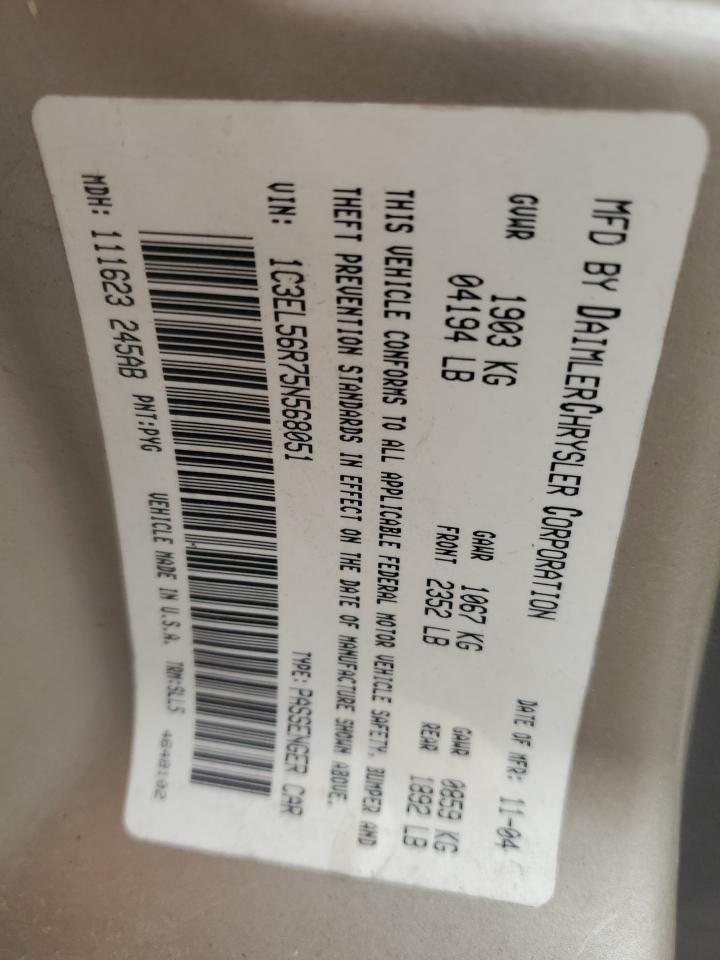 MFD BY DAIMLERCHRYSLER CORPORATION
DATE OF MFR: 11-04
GVWR 1903 KG
04194 LB
GAWR 1067 KG
FRONT 2352 LB
GAWR 0859 KG
REAR 1892 LB
THIS VEHICLE CONFORMS TO ALL APPLICABLE FEDERAL MOTOR VEHICLE SAFETY, BUMPER AND
THEFT PREVENTION STANDARDS IN EFFECT ON THE DATE OF MANUFACTURE SHOWN ABOVE.
VIN: 1C3EL56R75N568051 TYPE: PASSENGER CAR
MDH: 111623 245AB PNT:PYG VEHICLE MADE IN U.S.A. TRM:SLL5 4648102